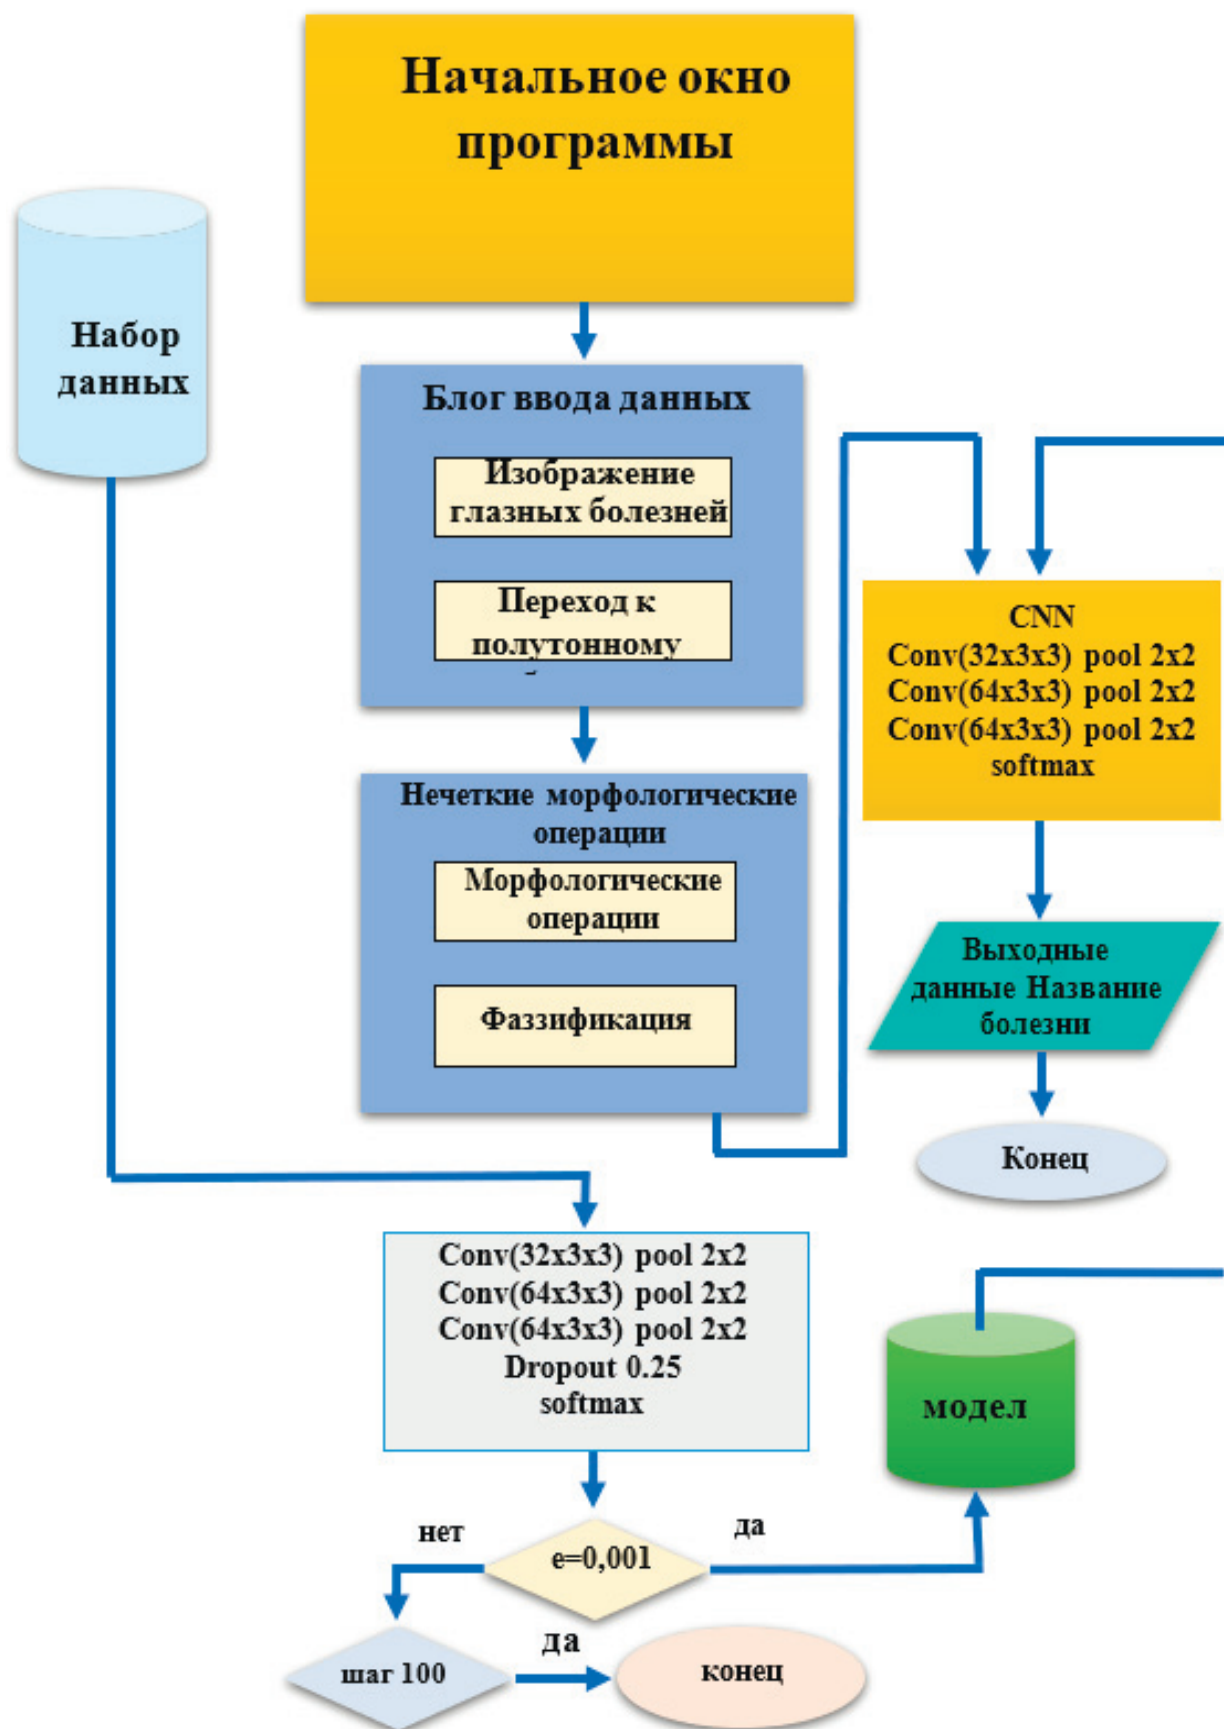 Начальное окно
программы
Набор
данных
Блог ввода данных
Изображение
глазных болезней
Переход к
полутонному
CNN
Conv(32x3x3) pool 2x2
Conv(64x3x3) pool 2x2
Conv(64x3x3) pool 2x2
softmax
Нечеткие морфологические
операции
Морфологические
операции
Фаззификация
Выходные
данные Название
болезни
Конец
Conv(32x3x3) pool 2x2
Conv(64x3x3) pool 2x2
Conv(64x3x3) pool 2x2
Dropout 0.25
softmax
модел
нет
да
e=0,001
да
шаг 100
конец